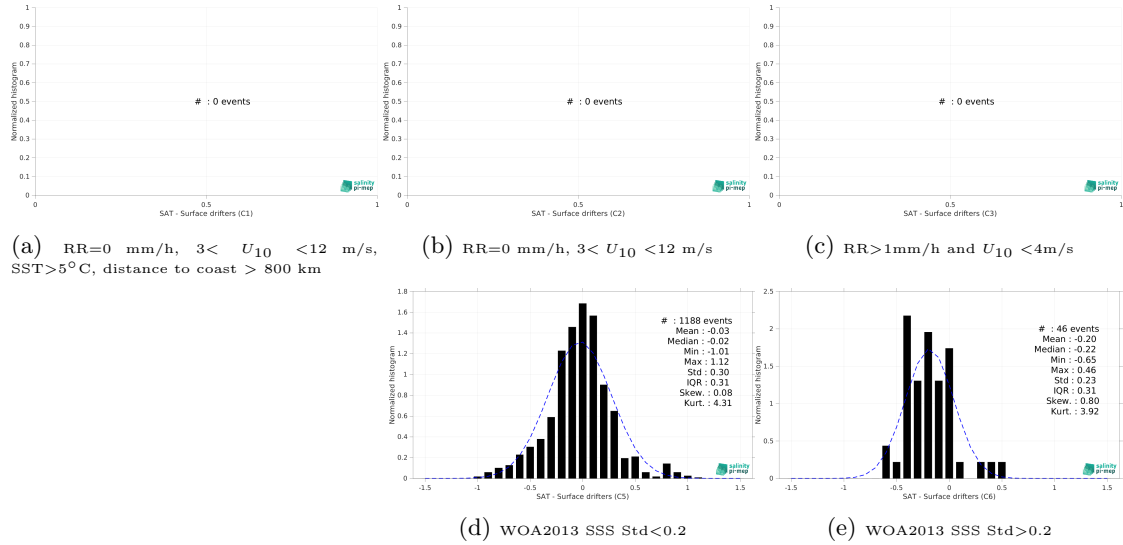 1
0.9
0.8
0.7
0.6
0.5
0.4
0.3
0.2
0.1
0
Normalized histogram
# : 0 events
salinity
pi-mep
0 0.5 1
SAT - Surface drifters (C1)
1
0.9
0.8
0.7
0.6
0.5
0.4
0.3
0.2
0.1
0
Normalized histogram
# : 0 events
salinity
pi-mep
0 0.5 1
SAT - Surface drifters (C2)
1
0.9
0.8
0.7
0.6
0.5
0.4
0.3
0.2
0.1
0
Normalized histogram
# : 0 events
salinity
pi-mep
0 0.5 1
SAT - Surface drifters (C3)
(a) RR=0 mm/h, 3< U10 <12 m/s,
SST>5°C, distance to coast > 800 km
(b) RR=0 mm/h, 3< U10 <12 m/s
(c) RR>1mm/h and U10 <4m/s
1.8
1.6
1.4
1.2
1
0.8
0.6
0.4
0.2
0
Normalized histogram
# : 1188 events
Mean : -0.03
Median : -0.02
Min : -1.01
Max : 1.12
Std : 0.30
IQR : 0.31
Skew. : 0.08
Kurt. : 4.31
salinity
pi-mep
-1.5 -1 -0.5 0 0.5 1 1.5
SAT - Surface drifters (C5)
2.5
2
1.5
1
0.5
0
Normalized histogram
# : 46 events
Mean : -0.20
Median : -0.22
Min : -0.65
Max : 0.46
Std : 0.23
IQR : 0.31
Skew. : 0.80
Kurt. : 3.92
salinity
pi-mep
-1.5 -1 -0.5 0 0.5 1 1.5
SAT - Surface drifters (C6)
(d) WOA2013 SSS Std<0.2
(e) WOA2013 SSS Std>0.2